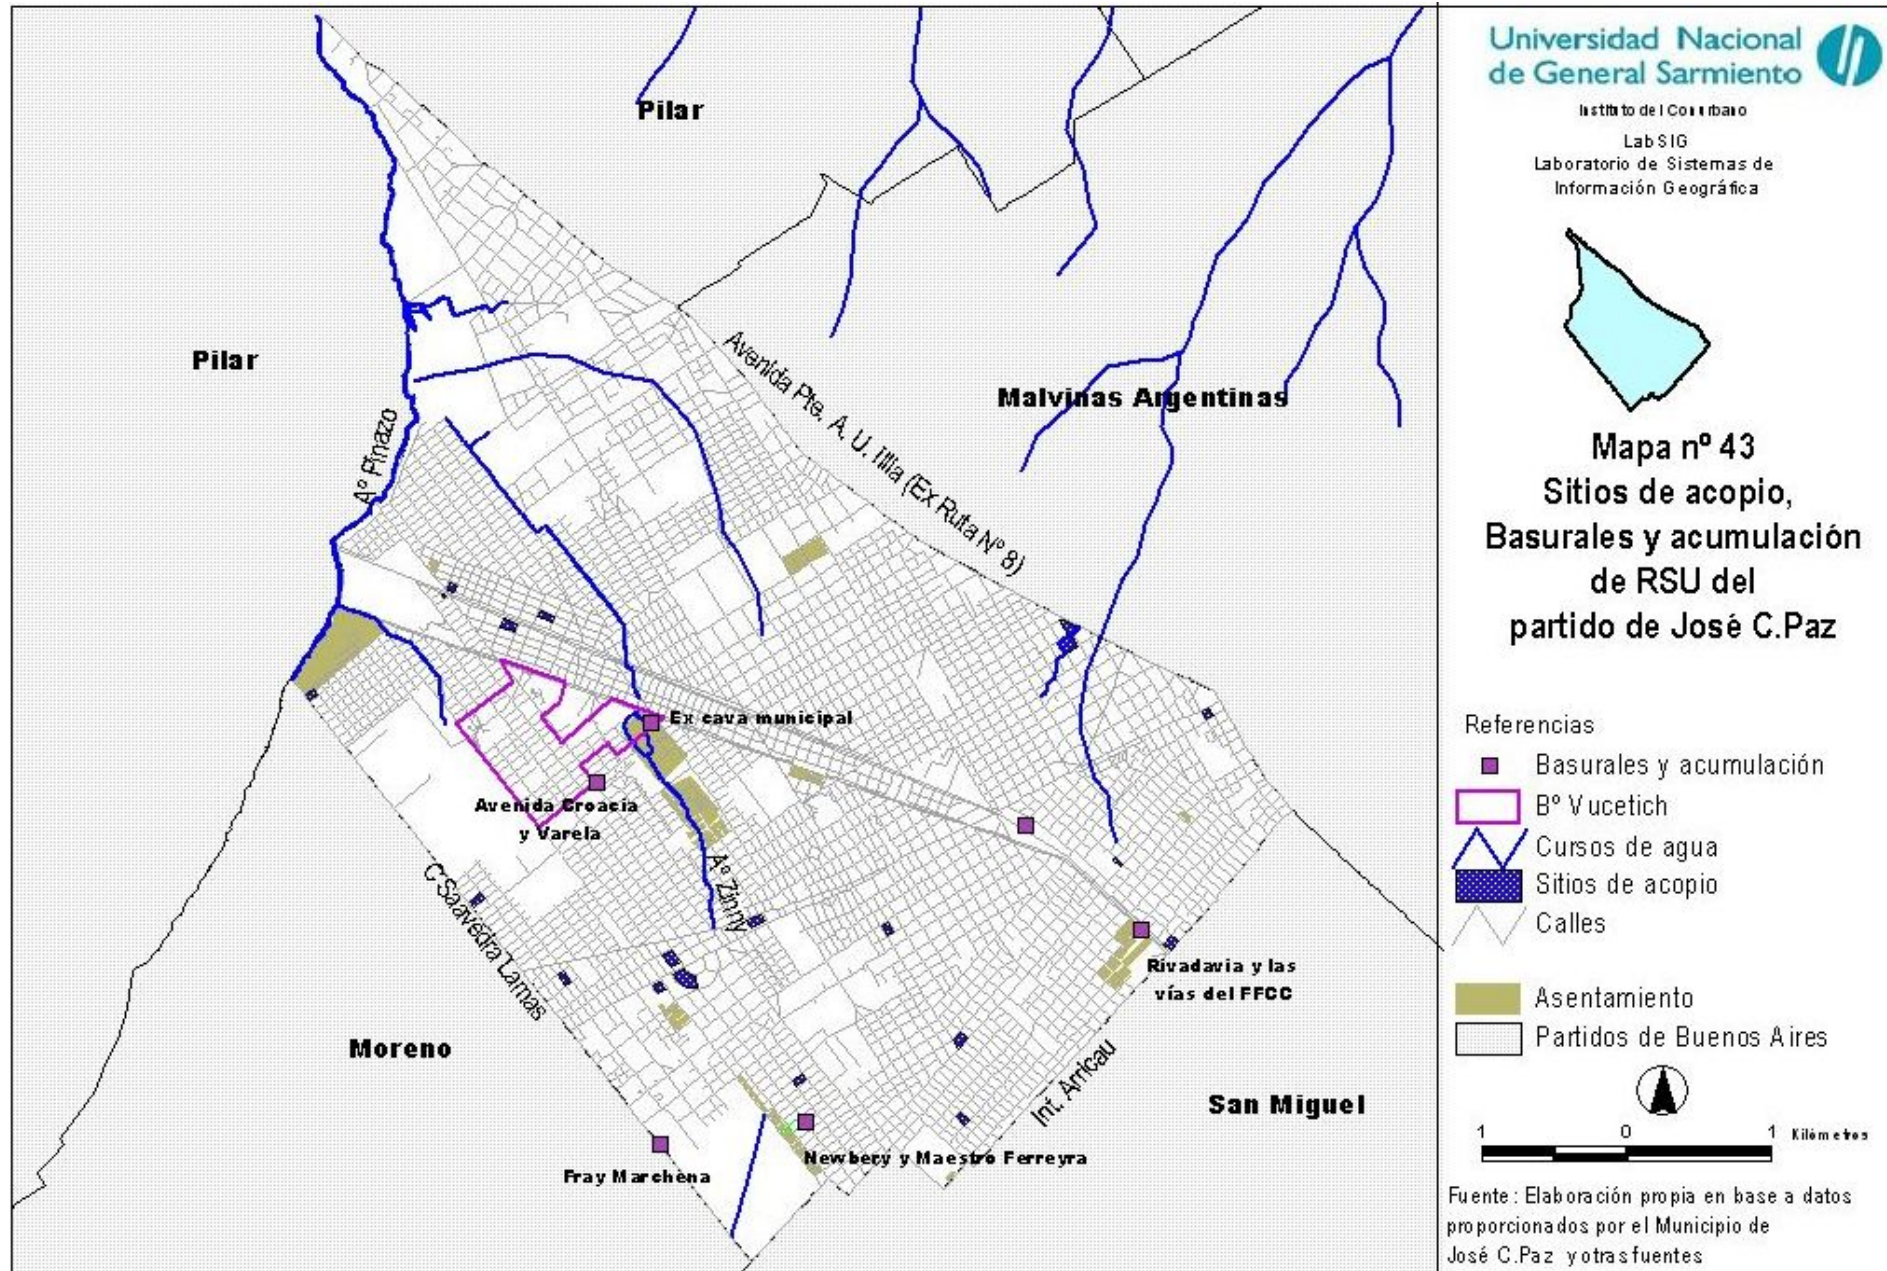 Universidad Nacional
de General Sarmiento
Instituto del Conurbano
LabSIG
Laboratorio de Sistemas de
Información Geográfica
Mapa nº 43
Sitios de acopio,
Basurales y acumulación
de RSU del
partido de José C.Paz
Referencias
Basurales y acumulación
Bº Vucetich
Cursos de agua
Sitios de acopio
Calles
Asentamiento
Partidos de Buenos Aires
1 0 1 Kilómetros
Fuente: Elaboración propia en base a datos
proporcionados por el Municipio de
José C.Paz y otras fuentes
Pilar
Pilar
Malvinas Argentinas
Avenida Pte. A. U. Illia (Ex Ruta Nº 8)
Aº Pinazo
Ex cava municipal
Avenida Croacia
y Varela
Aº Zinny
C Saavedra Lamas
Rivadavia y las
vías del FFCC
Moreno
Int. Arricau
San Miguel
Newbery y Maestro Ferreyra
Fray Marchena